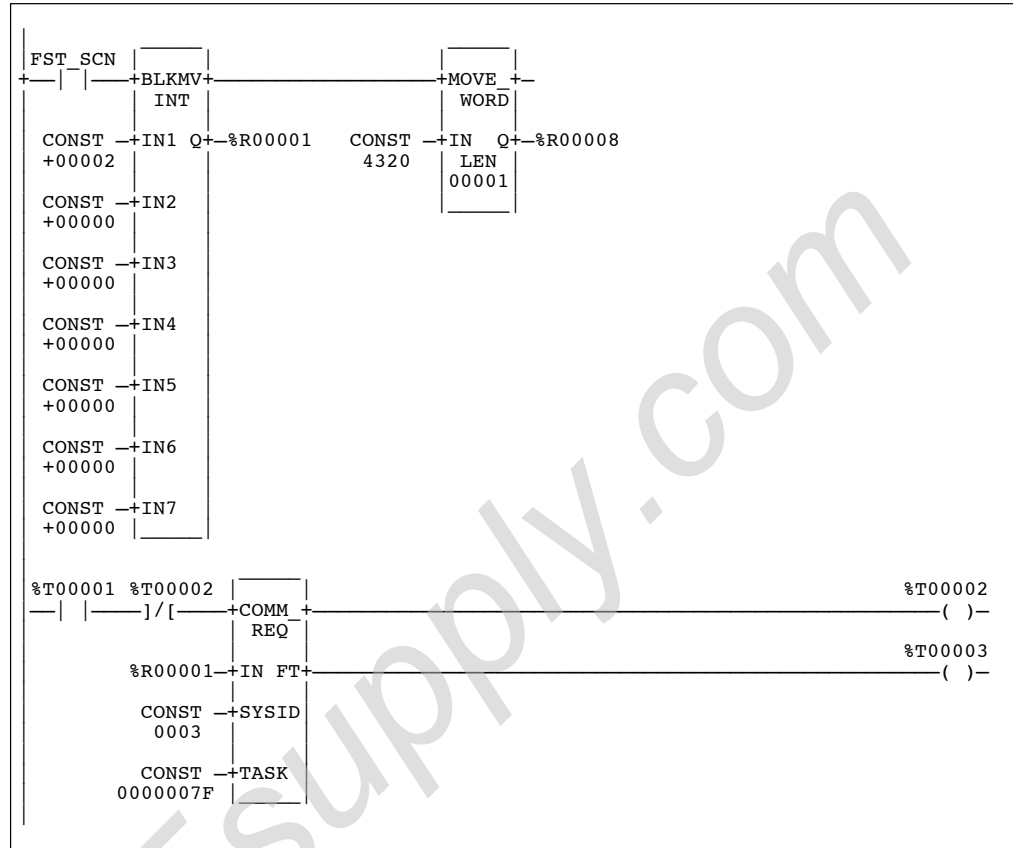 FST_SCN
BLKMV MOVE_
INT WORD
CONST IN1 Q %R00001 CONST IN Q %R00008
+00002 4320 LEN
00001
CONST IN2
+00000
CONST IN3
+00000
CONST IN4
+00000
CONST IN5
+00000
CONST IN6
+00000
CONST IN7
+00000
%T00001 %T00002 %T00002
—| |——]/[——+COMM_+——( )—
REQ
%T00003
%R00001—+IN FT+——( )—
CONST —+SYSID
0003
CONST —+TASK
0000007F
supply.com